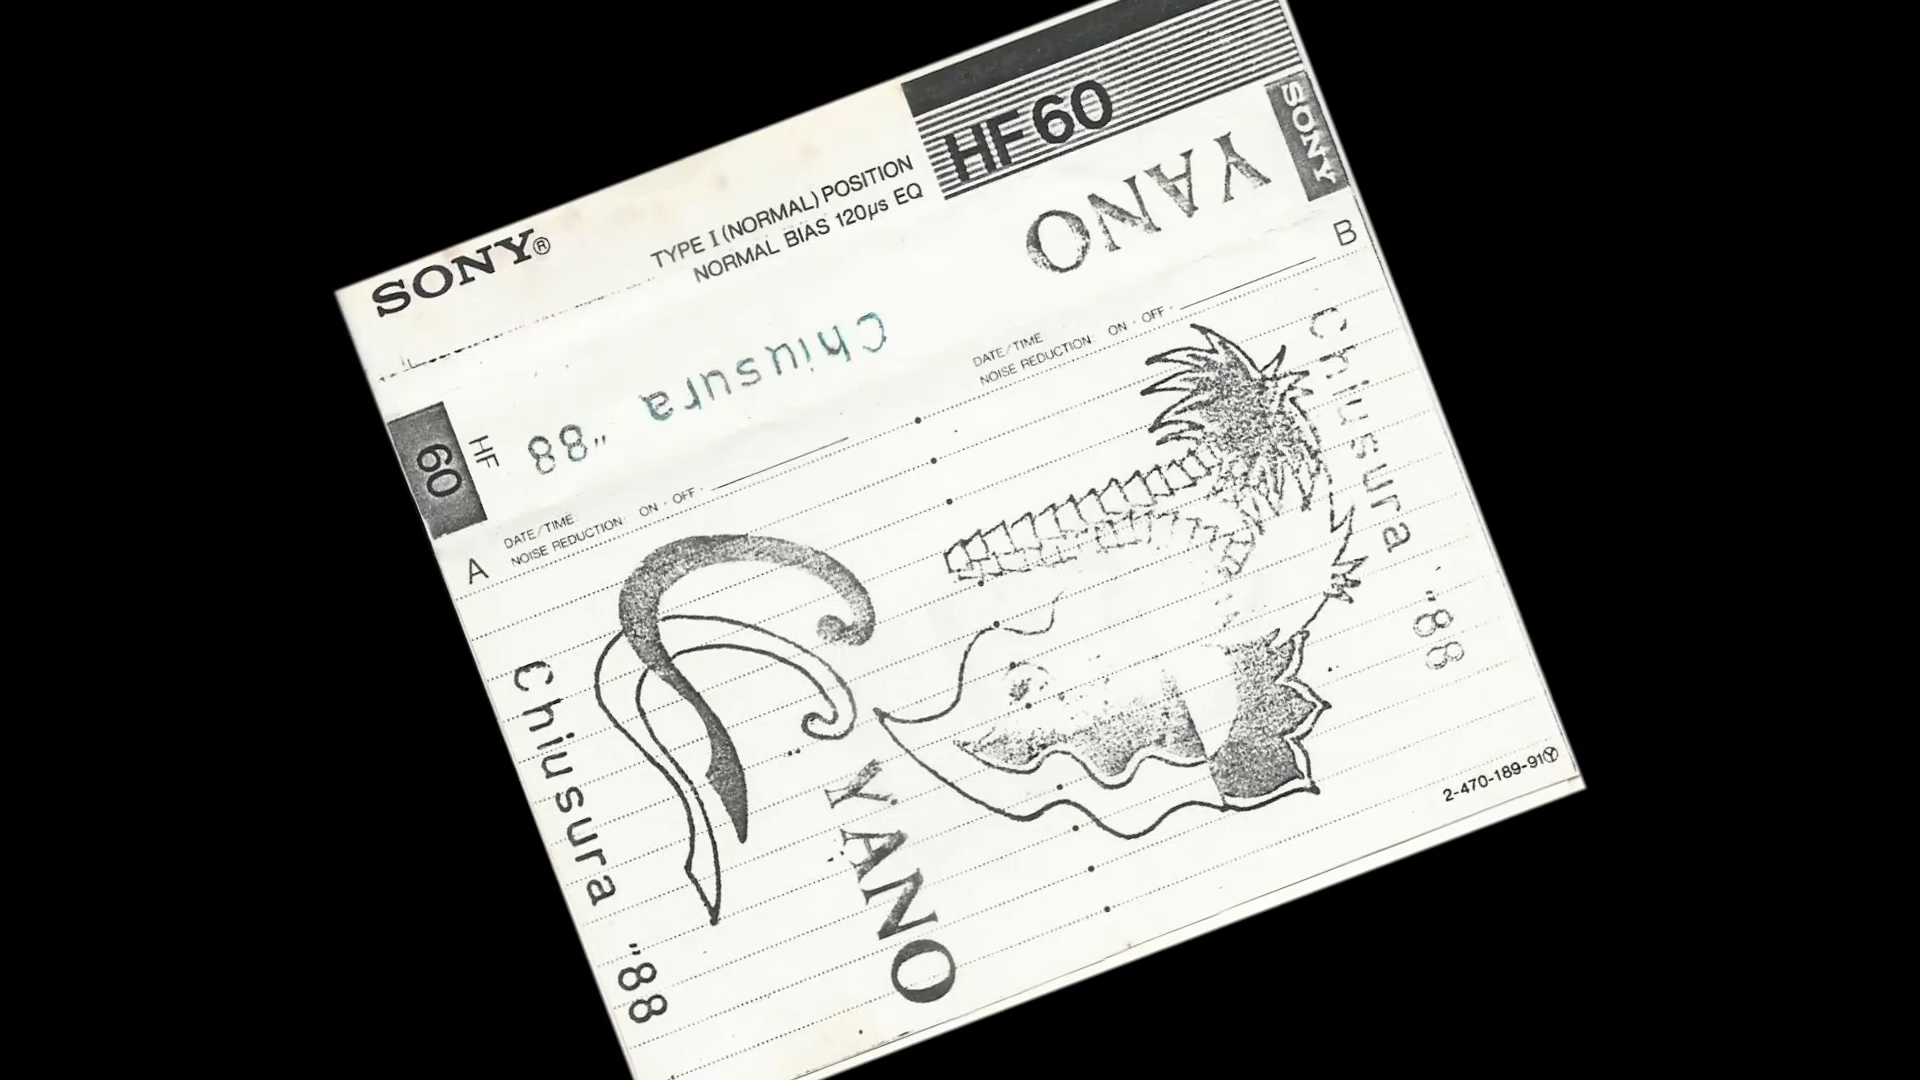 SONY®
TYPE I (NORMAL) POSITION
NORMAL BIAS 120µs EQ
HF60
SONY
YANO
Chiusura
"88
HF
60
A
DATE/TIME
NOISE REDUCTION: ON · OFF
B
DATE/TIME
NOISE REDUCTION: ON · OFF
Chiusura "88
YANO
Chiusura "88
2-470-189-91Ⓨ